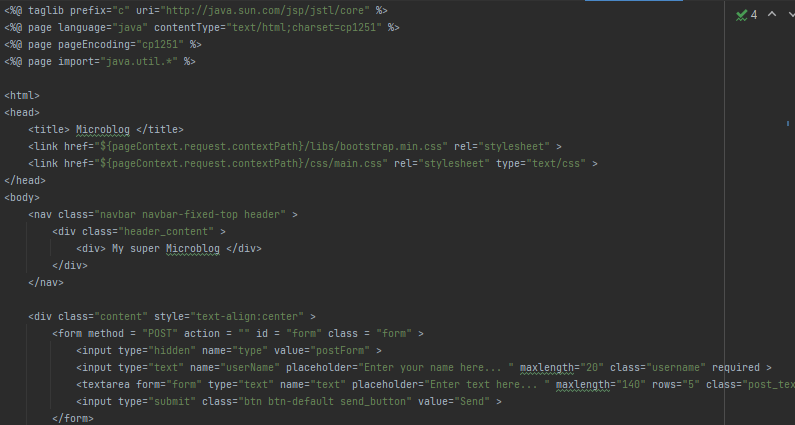 <%@ taglib prefix="c" uri="http://java.sun.com/jsp/jstl/core" %>
<%@ page language="java" contentType="text/html;charset=cp1251" %>
<%@ page pageEncoding="cp1251" %>
<%@ page import="java.util.*" %>
4
<html>
<head>
<title> Microblog </title>
<link href="${pageContext.request.contextPath}/libs/bootstrap.min.css" rel="stylesheet" >
<link href="${pageContext.request.contextPath}/css/main.css" rel="stylesheet" type="text/css" >
</head>
<body>
<nav class="navbar navbar-fixed-top header" >
<div class="header_content" >
<div> My super Microblog </div>
</div>
</nav>
<div class="content" style="text-align:center" >
<form method = "POST" action = "" id = "form" class = "form" >
<input type="hidden" name="type" value="postForm" >
<input type="text" name="userName" placeholder="Enter your name here... " maxlength="20" class="username" required >
<textarea form="form" type="text" name="text" placeholder="Enter text here... " maxlength="140" rows="5" class="post_te
<input type="submit" class="btn btn-default send_button" value="Send" >
</form>